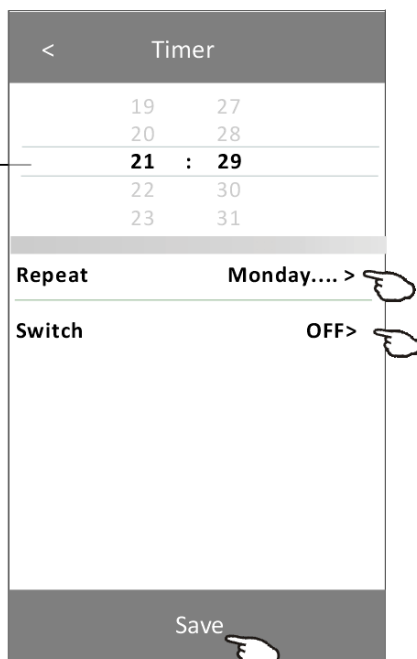 < Timer
19 27
20 28
21 : 29
22 30
23 31
Repeat Monday.... >
Switch OFF>
Save